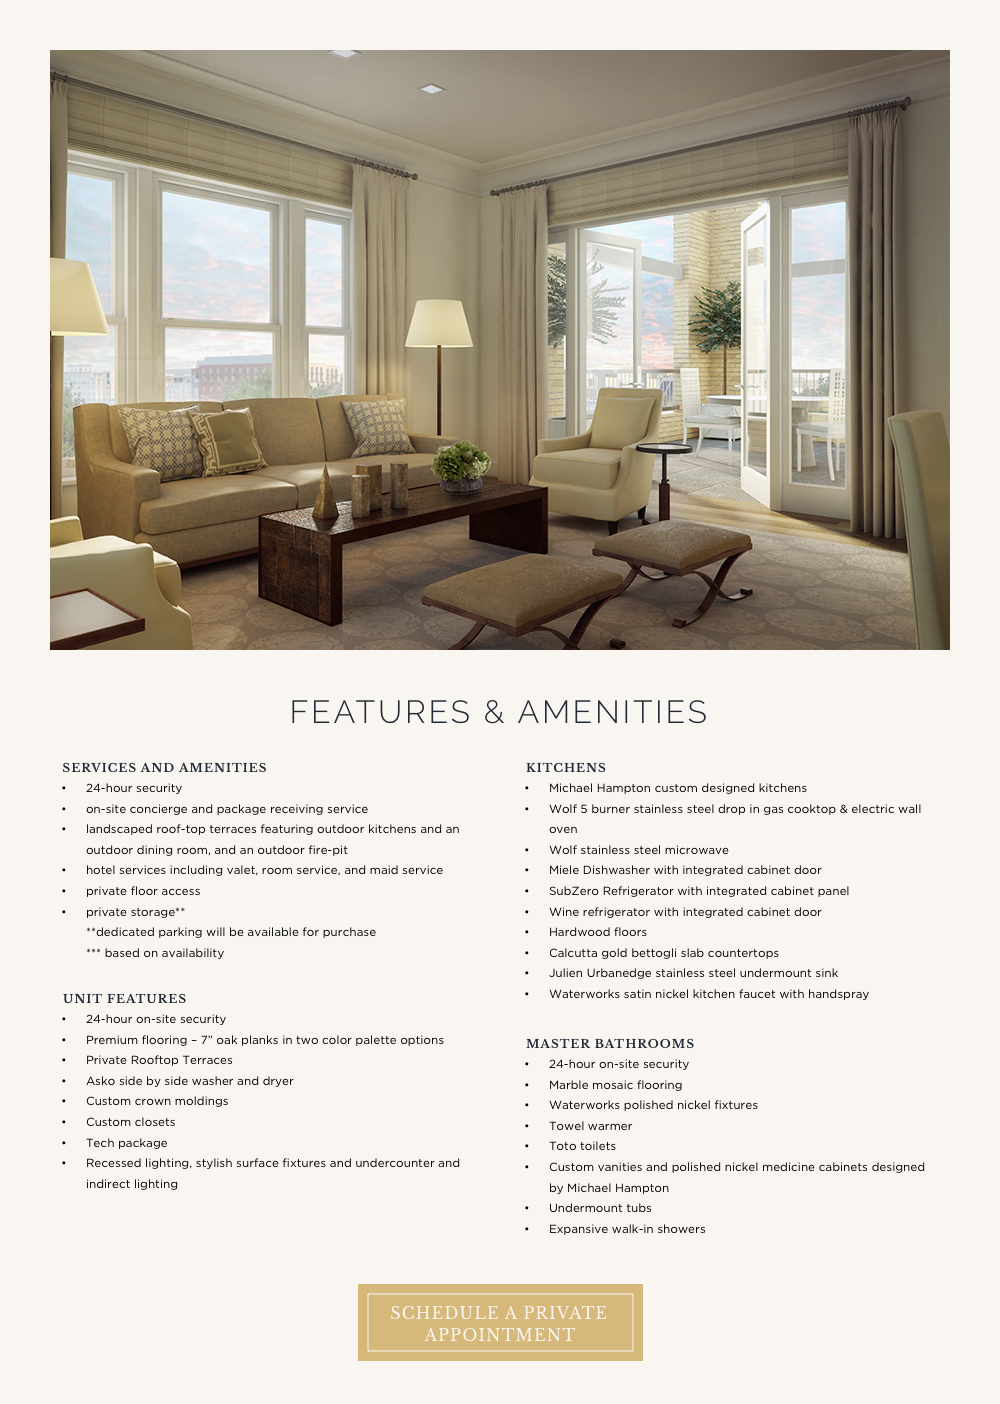 FEATURES & AMENITIES
SERVICES AND AMENITIES
• 24-hour security
• on-site concierge and package receiving service
• landscaped roof-top terraces featuring outdoor kitchens and an
outdoor dining room, and an outdoor fire-pit
• hotel services including valet, room service, and maid service
• private floor access
• private storage**
**dedicated parking will be available for purchase
*** based on availability
UNIT FEATURES
• 24-hour on-site security
• Premium flooring – 7” oak planks in two color palette options
• Private Rooftop Terraces
• Asko side by side washer and dryer
• Custom crown moldings
• Custom closets
• Tech package
• Recessed lighting, stylish surface fixtures and undercounter and
indirect lighting
KITCHENS
• Michael Hampton custom designed kitchens
• Wolf 5 burner stainless steel drop in gas cooktop & electric wall
oven
• Wolf stainless steel microwave
• Miele Dishwasher with integrated cabinet door
• SubZero Refrigerator with integrated cabinet panel
• Wine refrigerator with integrated cabinet door
• Hardwood floors
• Calcutta gold bettogli slab countertops
• Julien Urbanedge stainless steel undermount sink
• Waterworks satin nickel kitchen faucet with handspray
MASTER BATHROOMS
• 24-hour on-site security
• Marble mosaic flooring
• Waterworks polished nickel fixtures
• Towel warmer
• Toto toilets
• Custom vanities and polished nickel medicine cabinets designed
by Michael Hampton
• Undermount tubs
• Expansive walk-in showers
SCHEDULE A PRIVATE
APPOINTMENT